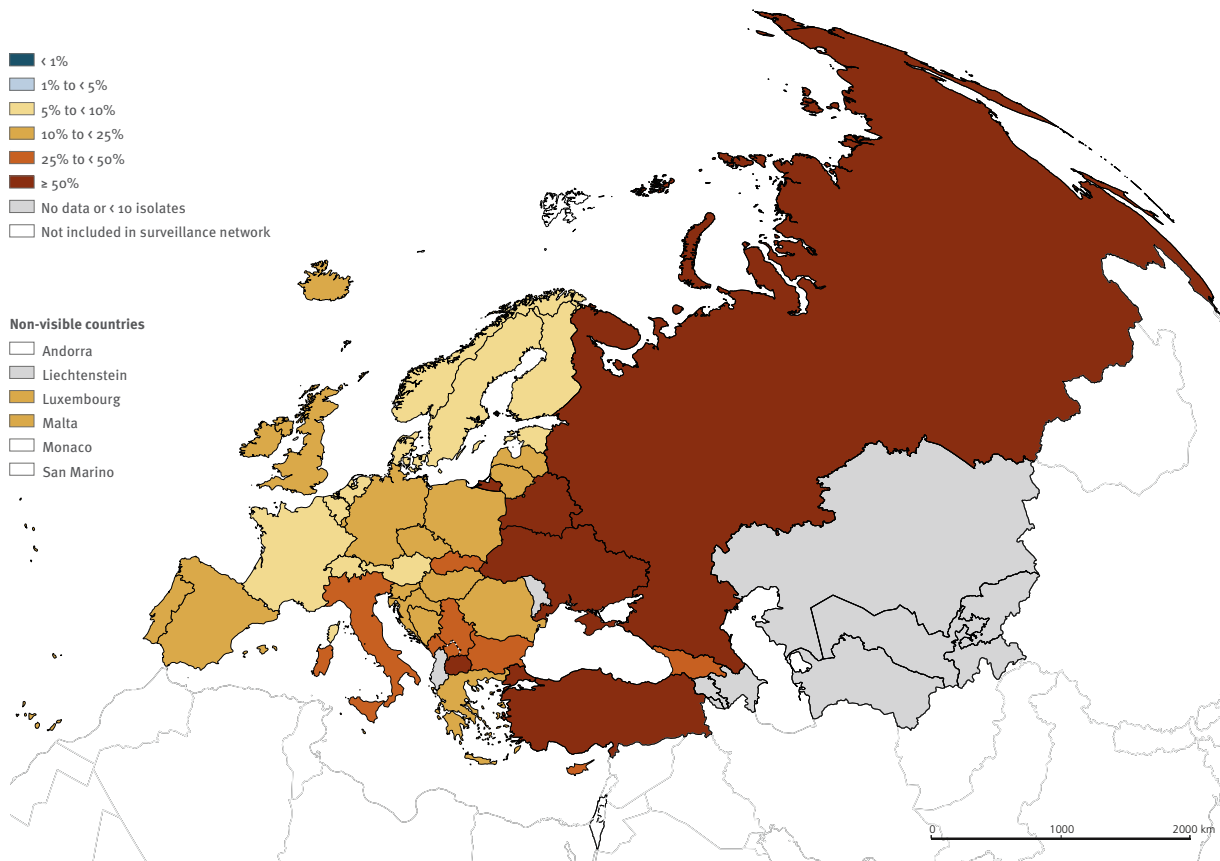 < 1%
1% to < 5%
5% to < 10%
10% to < 25%
25% to < 50%
≥ 50%
No data or < 10 isolates
Not included in surveillance network
Non-visible countries
Andorra
Liechtenstein
Luxembourg
Malta
Monaco
San Marino
0 1000 2000 km